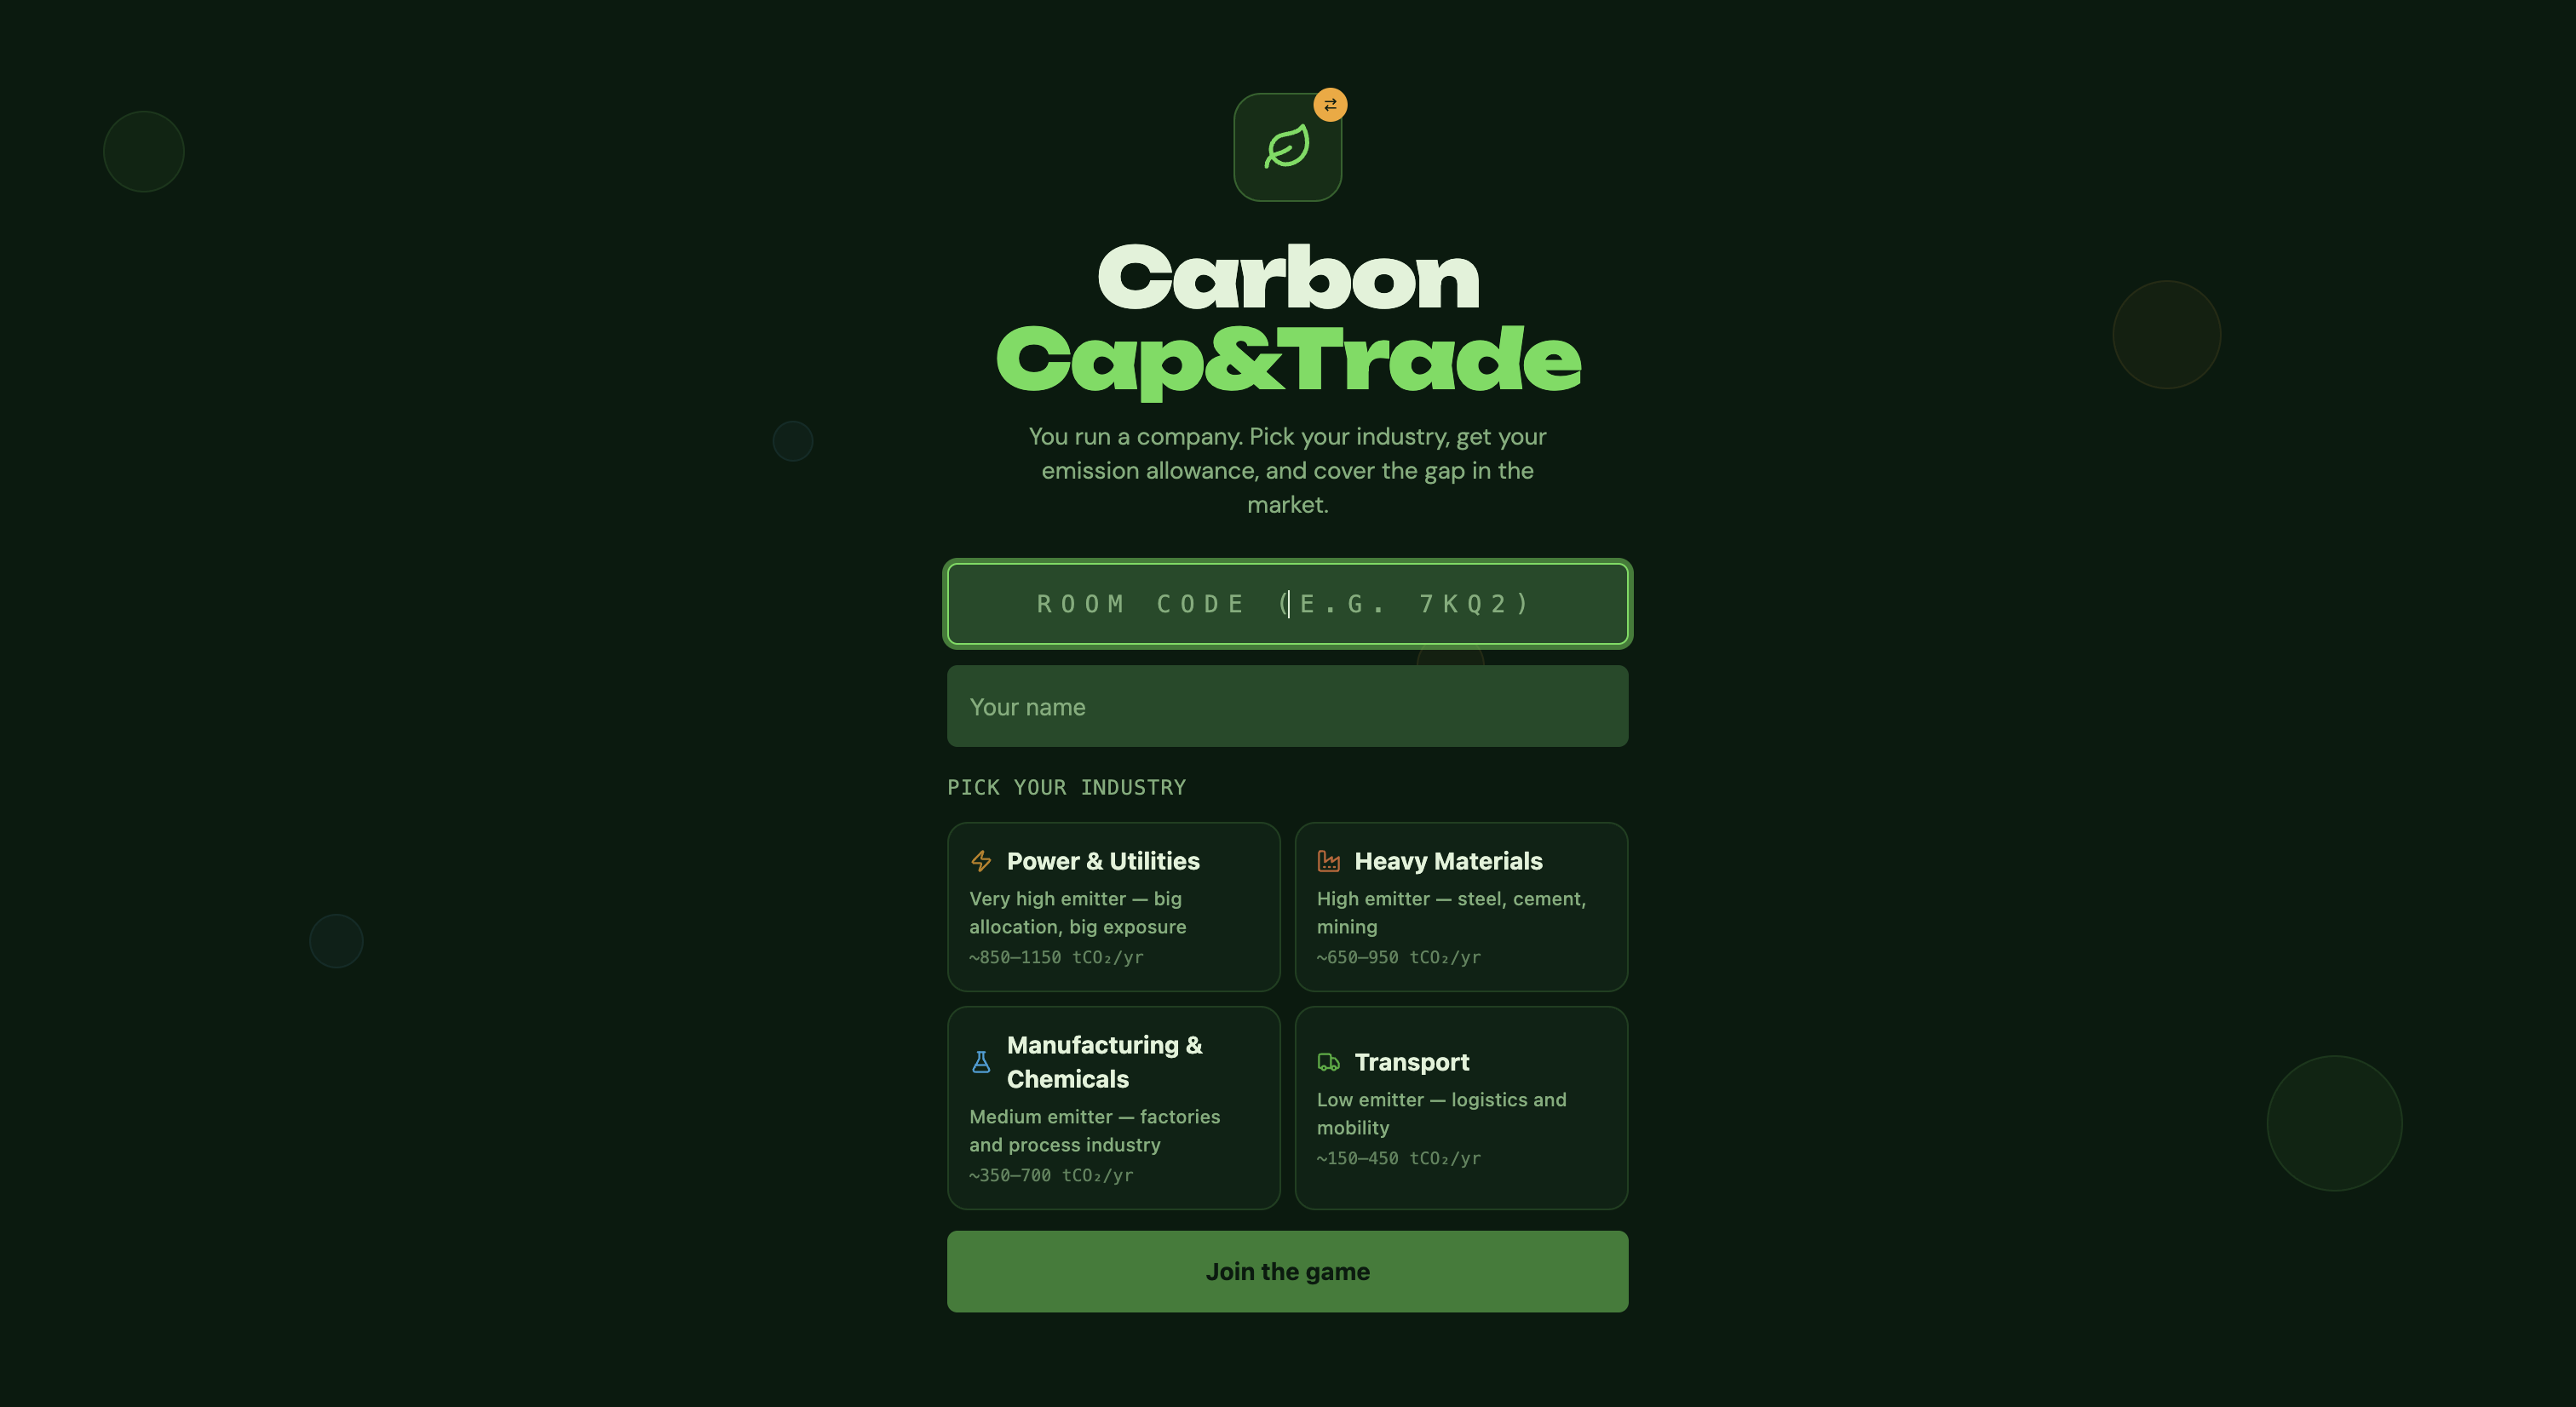 Carbon
Cap&Trade
You run a company. Pick your industry, get your
emission allowance, and cover the gap in the
market.
ROOM CODE (E.G. 7KQ2)
Your name
PICK YOUR INDUSTRY
Power & Utilities
Very high emitter — big
allocation, big exposure
~850–1150 tCO₂/yr
Heavy Materials
High emitter — steel, cement,
mining
~650–950 tCO₂/yr
Manufacturing &
Chemicals
Medium emitter — factories
and process industry
~350–700 tCO₂/yr
Transport
Low emitter — logistics and
mobility
~150–450 tCO₂/yr
Join the game